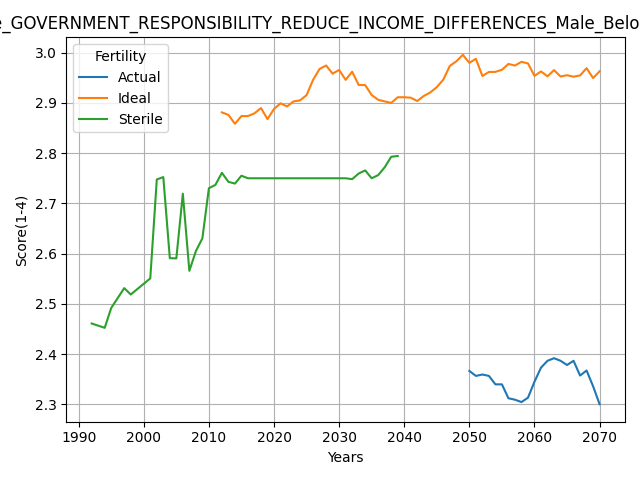 GOVERNMENT_RESPONSIBILITY_REDUCE_INCOME_DIFFERENCES_Male_Belo
Fertility
Actual
Ideal
Sterile
Score(1-4)
3.0
2.9
2.8
2.7
2.6
2.5
2.4
2.3
1990 2000 2010 2020 2030 2040 2050 2060 2070
Years